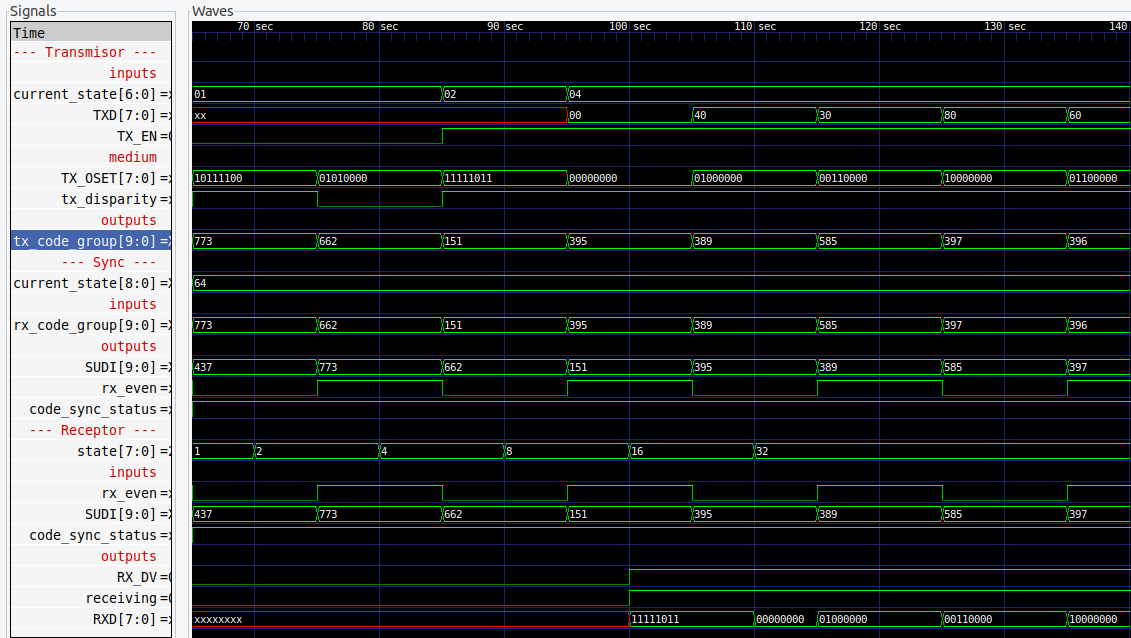 Signals Waves
Time 70 sec 80 sec 90 sec 100 sec 110 sec 120 sec 130 sec 140
--- Transmisor ---
inputs
current_state[6:0] = 01 02 04
TXD[7:0] = xx 00 40 30 80 60
TX_EN =
medium
TX_OSET[7:0] = 10111100 01010000 11111011 00000000 01000000 00110000 10000000 01100000
tx_disparity =
outputs
tx_code_group[9:0] = 773 662 151 395 389 585 397 396
--- Sync ---
current_state[8:0] = 64
inputs
rx_code_group[9:0] = 773 662 151 395 389 585 397 396
outputs
SUDI[9:0] = 437 773 662 151 395 389 585 397
rx_even =
code_sync_status =
--- Receptor ---
state[7:0] = 1 2 4 8 16 32
inputs
rx_even =
SUDI[9:0] = 437 773 662 151 395 389 585 397
code_sync_status =
outputs
RX_DV =
receiving =
RXD[7:0] = xxxxxxxx 11111011 00000000 01000000 00110000 10000000